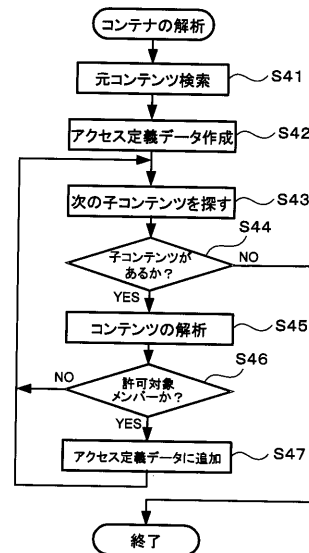 コンテナの解析
元コンテンツ検索
S41
アクセス定義データ作成
S42
次の子コンテンツを探す
S43
子コンテンツが
あるか？
S44
NO
YES
コンテンツの解析
S45
許可対象
メンバーか？
S46
NO
YES
アクセス定義データに追加
S47
終了